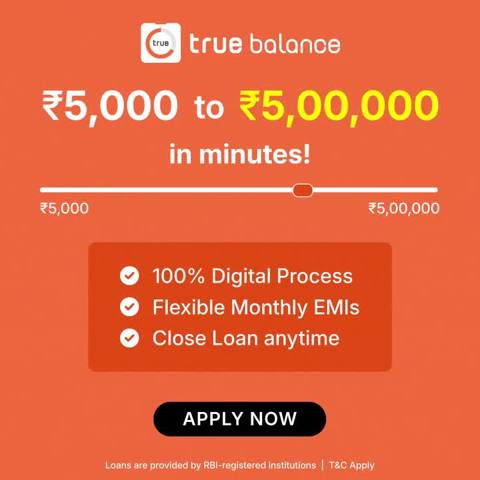 true true balance
₹5,000 to ₹5,00,000
in minutes!
₹5,000 ₹5,00,000
100% Digital Process
Flexible Monthly EMIs
Close Loan anytime
APPLY NOW
Loans are provided by RBI-registered institutions | T&C Apply